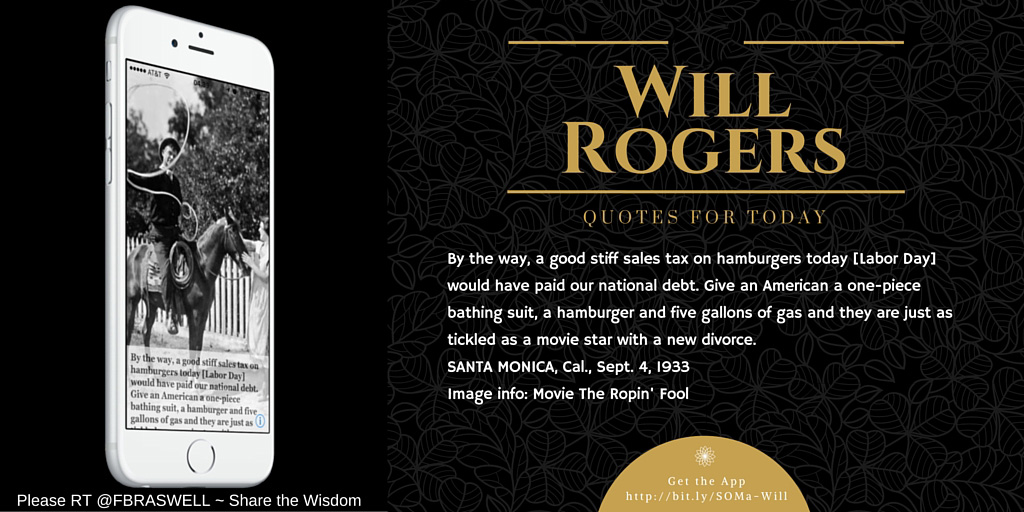 AT&T
By the way, a good stiff sales tax on
hamburgers today [Labor Day]
would have paid our national debt.
Give an American a one-piece
bathing suit, a hamburger and five
gallons of gas and they are just as
Please RT @FBRASWELL ~ Share the Wisdom
WILL
ROGERS
QUOTES FOR TODAY
By the way, a good stiff sales tax on hamburgers today [Labor Day]
would have paid our national debt. Give an American a one-piece
bathing suit, a hamburger and five gallons of gas and they are just as
tickled as a movie star with a new divorce.
SANTA MONICA, Cal., Sept. 4, 1933
Image info: Movie The Ropin' Fool
Get the App
http://bit.ly/SOMa-Will